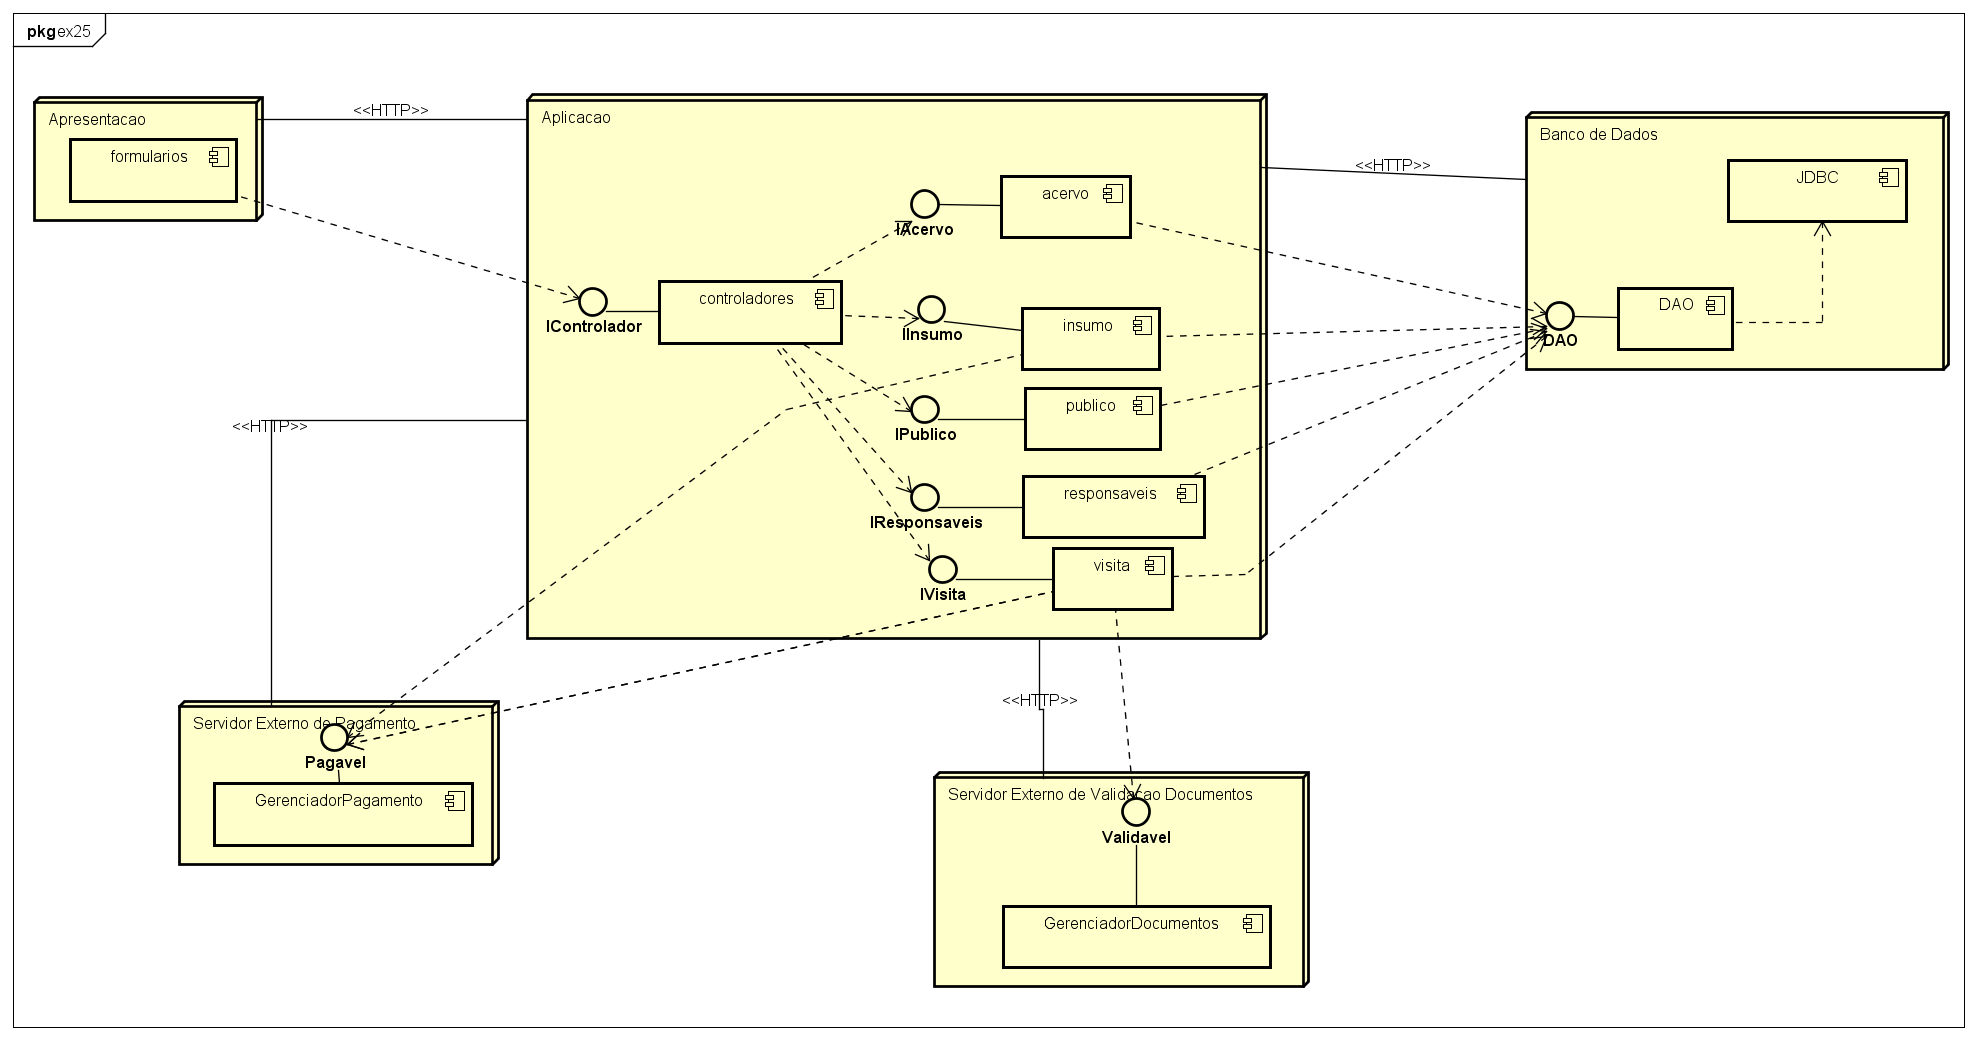 pkg ex25
Apresentacao
formularios
<<HTTP>>
Aplicacao
IAcervo
acervo
IControlador
controladores
IInsumo
insumo
IPublico
publico
IResponsaveis
responsaveis
IVisita
visita
<<HTTP>>
Banco de Dados
JDBC
DAO
DAO
<<HTTP>>
Servidor Externo de Pagamento
Pagavel
GerenciadorPagamento
<<HTTP>>
Servidor Externo de Validacao Documentos
Validavel
GerenciadorDocumentos